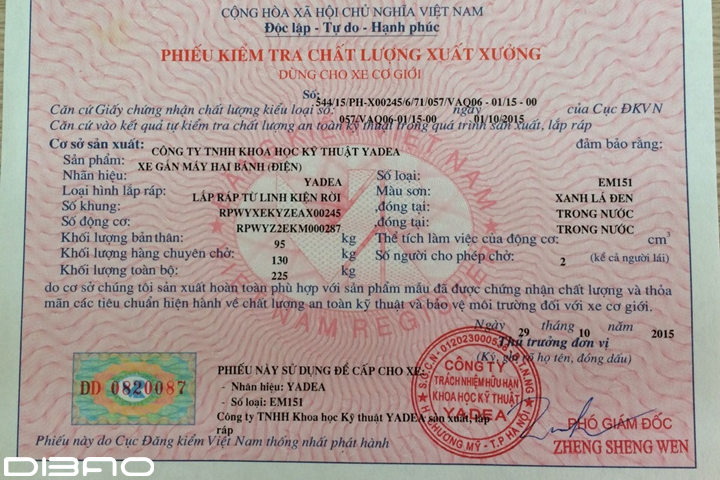 CỘNG HÒA XÃ HỘI CHỦ NGHĨA VIỆT NAM
Độc lập - Tự do - Hạnh phúc
PHIẾU KIỂM TRA CHẤT LƯỢNG XUẤT XƯỞNG
DÙNG CHO XE CƠ GIỚI
Số: 544/15/PH-X00245/6/71/057/VAQ06 - 01/15 - 00
Căn cứ Giấy chứng nhận chất lượng kiểu loại số: 057/VAQ06-01/15-00 ngày 01/10/2015 của Cục ĐKVN
Căn cứ vào kết quả tự kiểm tra chất lượng an toàn kỹ thuật trong quá trình sản xuất, lắp ráp
Cơ sở sản xuất: CÔNG TY TNHH KHOA HỌC KỸ THUẬT YADEA đảm bảo rằng:
Sản phẩm: XE GẮN MÁY HAI BÁNH (ĐIỆN)
Nhãn hiệu: YADEA Số loại: EM151
Loại hình lắp ráp: LẮP RÁP TỪ LINH KIỆN RỜI Màu sơn: XANH LÁ ĐEN
Số khung: RPWYXEKYZEAX00245 ,đóng tại: TRONG NƯỚC
Số động cơ: RPWYZ2EKM000287 ,đóng tại: TRONG NƯỚC
Khối lượng bản thân: 95 kg Thể tích làm việc của động cơ: cm3
Khối lượng hàng chuyên chở: 130 kg Số người cho phép chở: 2 (kể cả người lái)
Khối lượng toàn bộ: 225 kg
do cơ sở chúng tôi sản xuất hoàn toàn phù hợp với sản phẩm mẫu đã được chứng nhận chất lượng và thỏa
mãn các tiêu chuẩn hiện hành về chất lượng an toàn kỹ thuật và bảo vệ môi trường đối với xe cơ giới.
Ngày 29 tháng 10 năm 2015
Thủ trưởng đơn vị
(Ký, ghi rõ họ tên, đóng dấu)
DD 0820087
PHIẾU NÀY SỬ DỤNG ĐỂ CẤP CHO XE:
- Nhãn hiệu: YADEA
- Số loại: EM151
Công ty TNHH Khoa học Kỹ thuật YADEA sản xuất, lắp
ráp
Phiếu này do Cục Đăng kiểm Việt Nam thống nhất phát hành
CÔNG TY
TRÁCH NHIỆM HỮU HẠN
KHOA HỌC KỸ THUẬT
YADEA
PHÓ GIÁM ĐỐC
ZHENG SHENG WEN
DIBAO